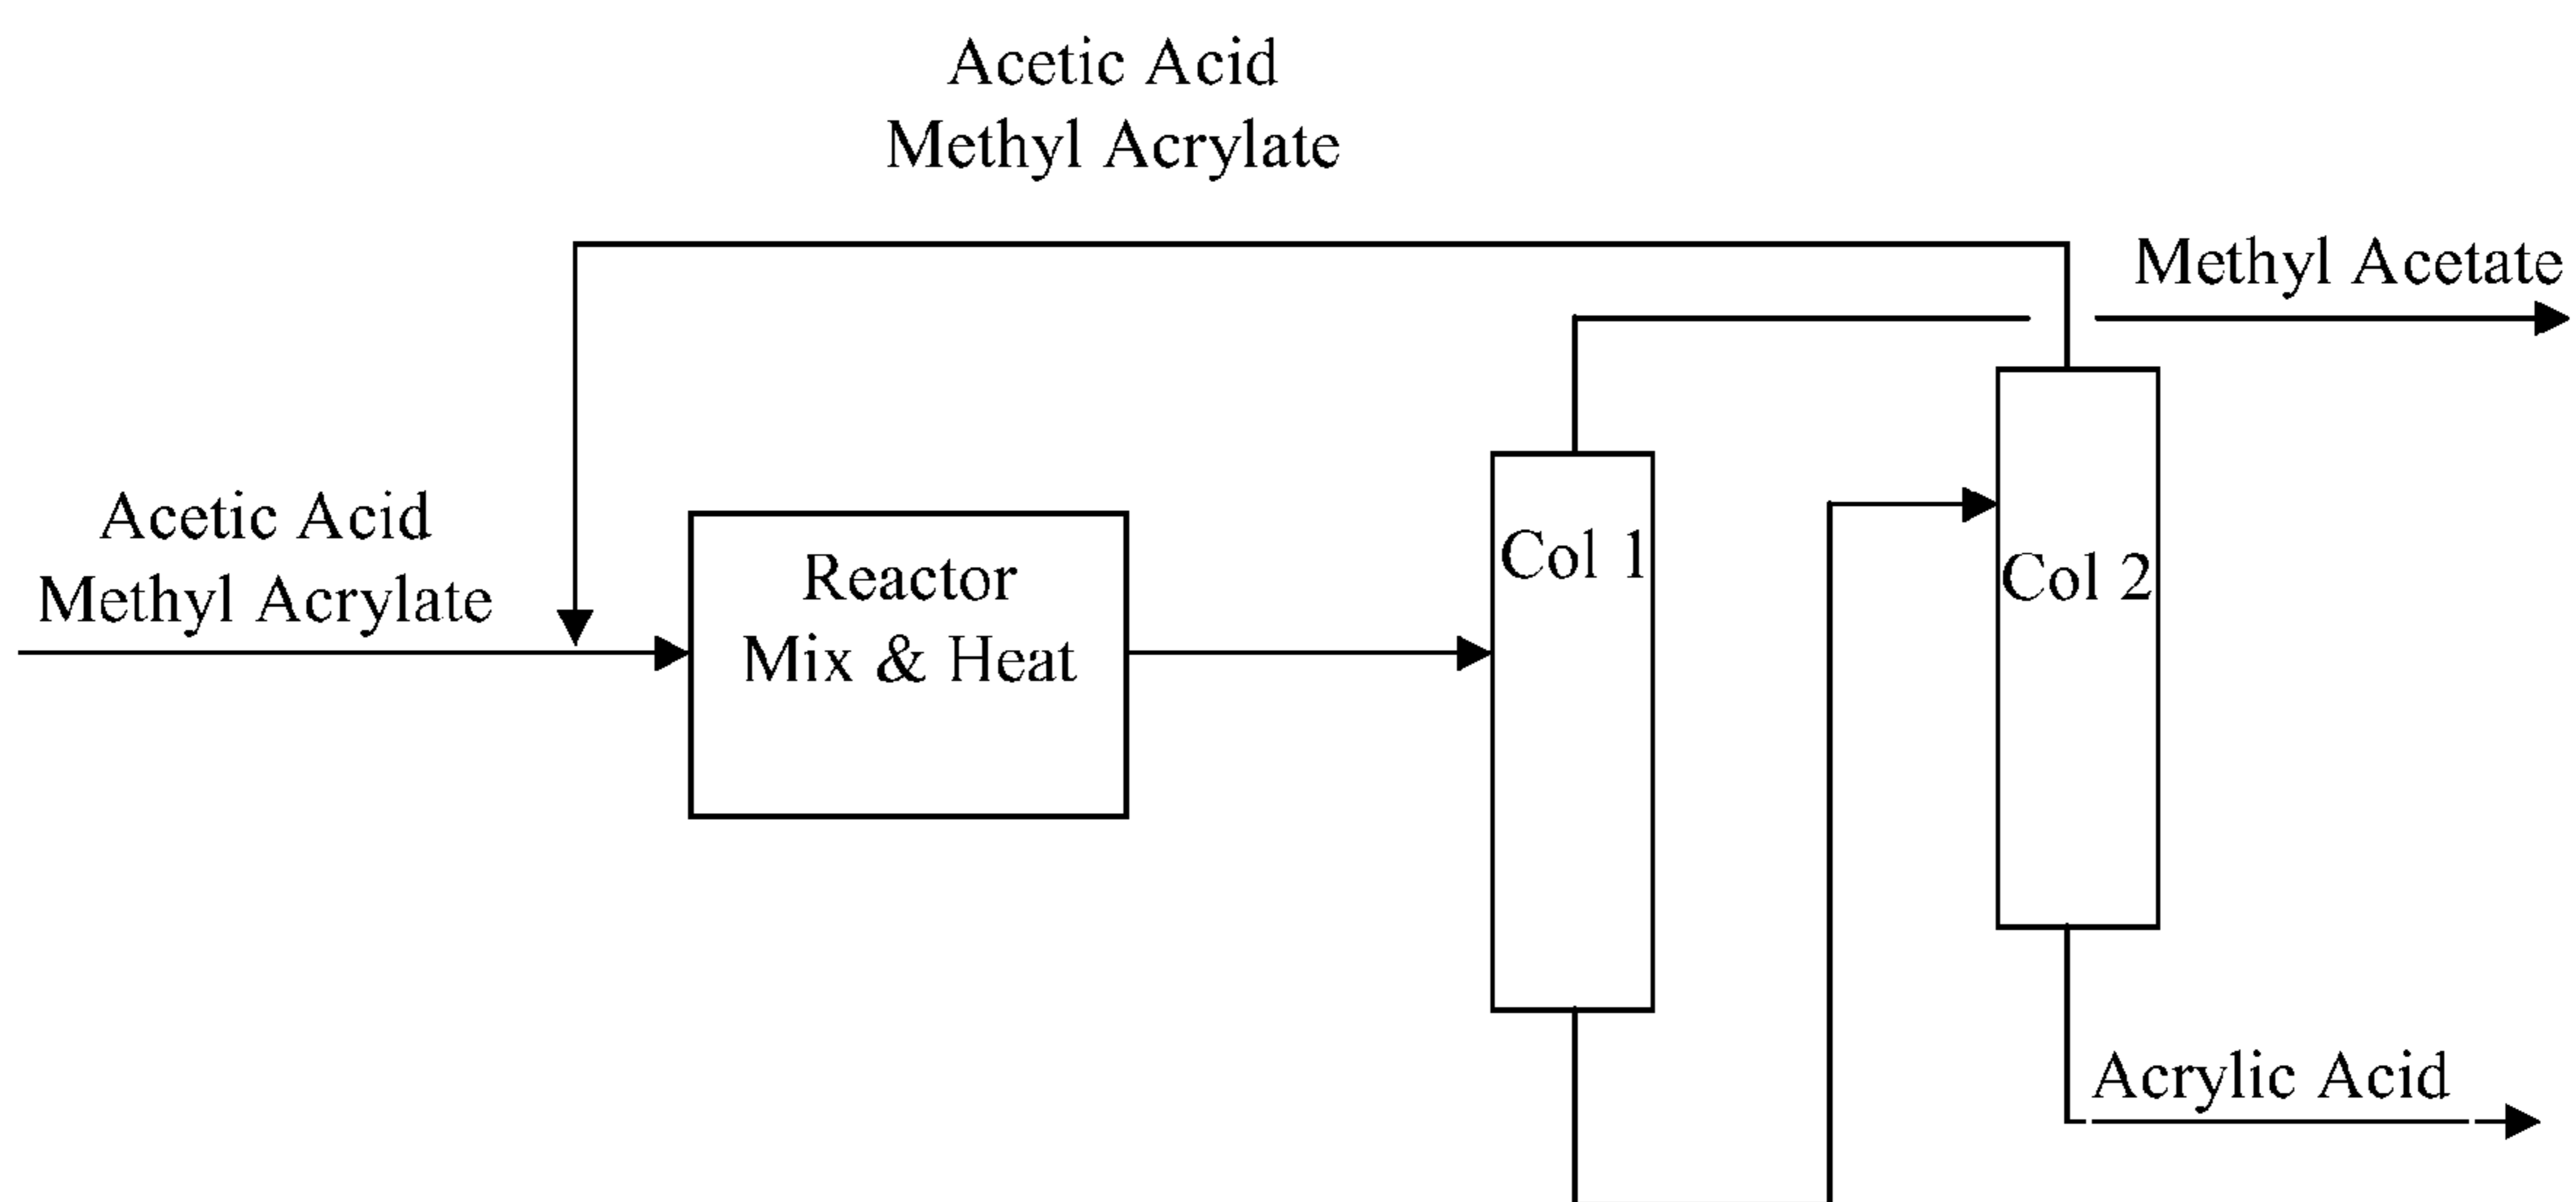 Acetic Acid
Methyl Acrylate
Methyl Acetate
Acetic Acid
Methyl Acrylate
Reactor
Mix & Heat
Col 1
Col 2
Acrylic Acid